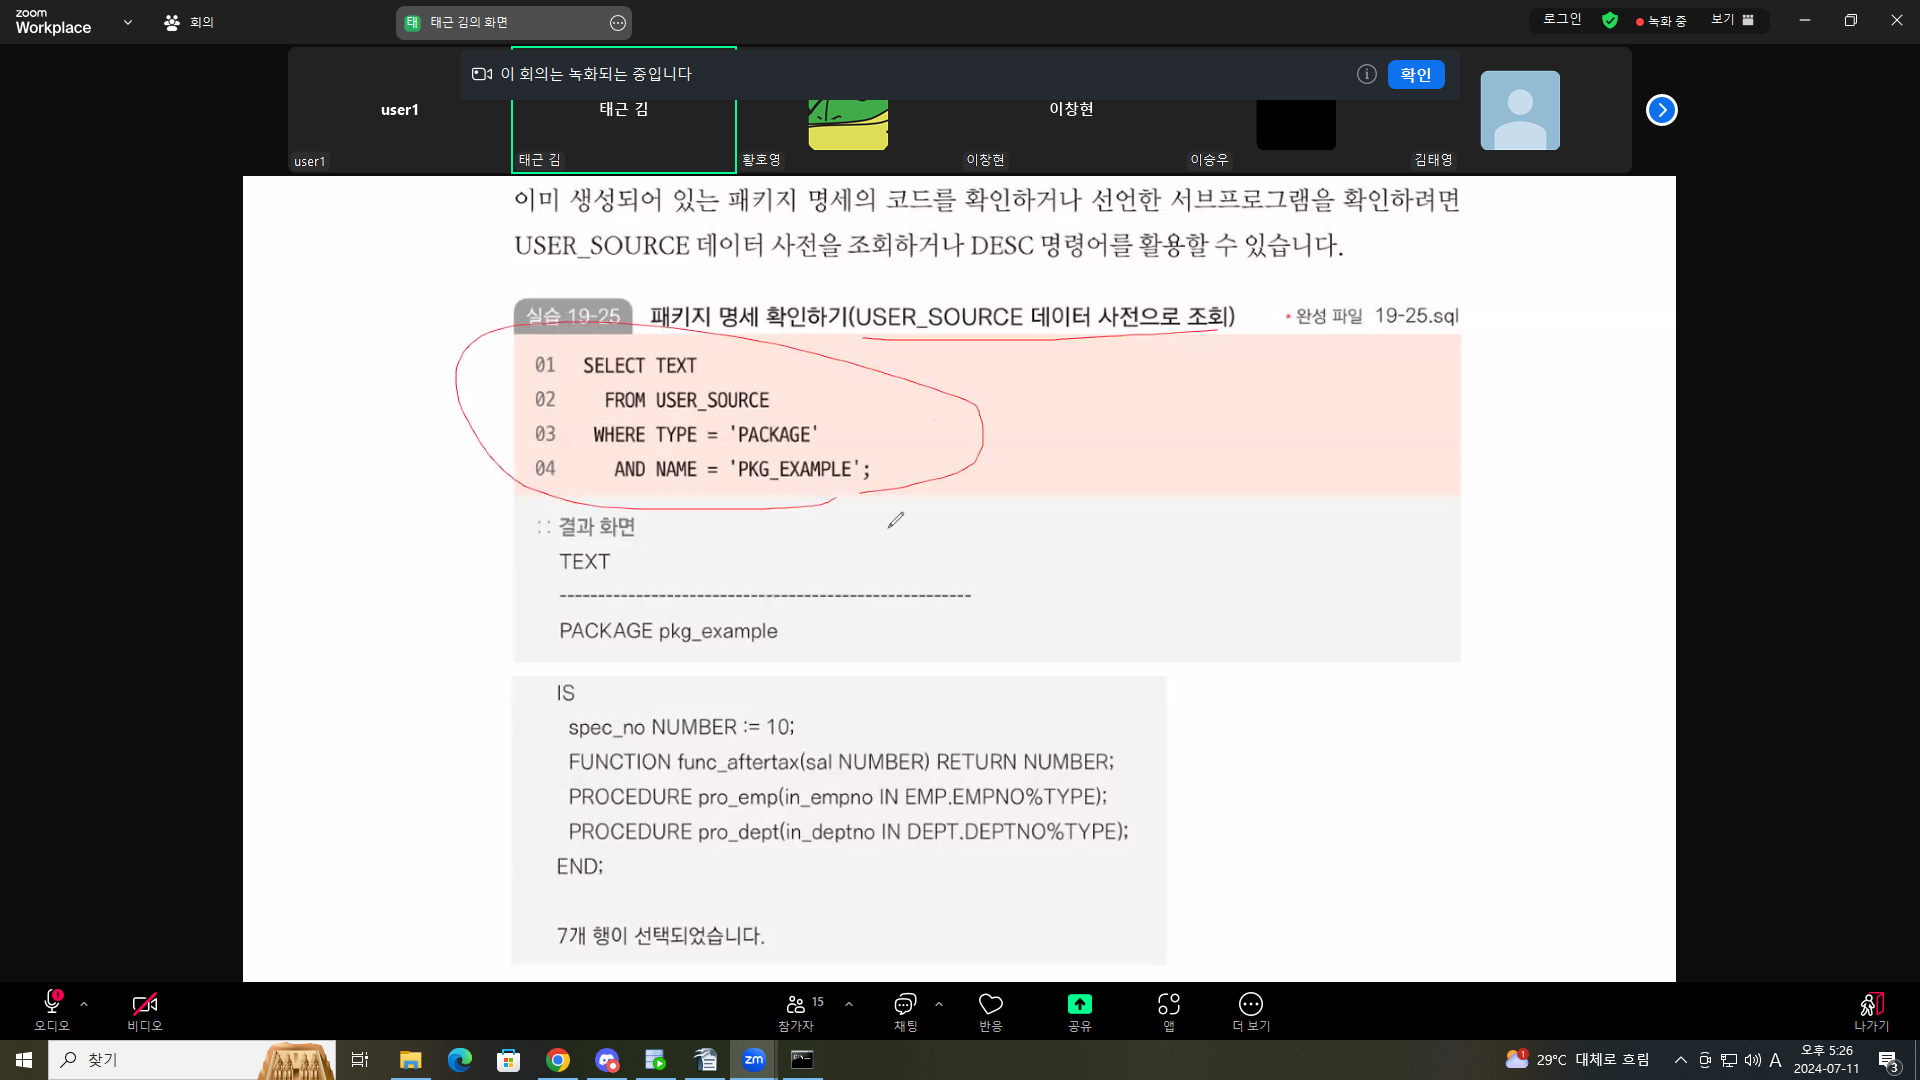 zoom
Workplace
회의
태 태근 김의 화면
로그인
녹화 중
보기
이 회의는 녹화되는 중입니다
확인
user1
태근 김
이창현
user1
태근 김
황호영
이창현
이승우
김태영
이미 생성되어 있는 패키지 명세의 코드를 확인하거나 선언한 서브프로그램을 확인하려면
USER_SOURCE 데이터 사전을 조회하거나 DESC 명령어를 활용할 수 있습니다.
실습 19-25 패키지 명세 확인하기(USER_SOURCE 데이터 사전으로 조회) • 완성 파일 19-25.sql
01 SELECT TEXT
02 FROM USER_SOURCE
03 WHERE TYPE = 'PACKAGE'
04 AND NAME = 'PKG_EXAMPLE';
:: 결과 화면
TEXT
------------------------------------------------------
PACKAGE pkg_example
IS
spec_no NUMBER := 10;
FUNCTION func_aftertax(sal NUMBER) RETURN NUMBER;
PROCEDURE pro_emp(in_empno IN EMP.EMPNO%TYPE);
PROCEDURE pro_dept(in_deptno IN DEPT.DEPTNO%TYPE);
END;
7개 행이 선택되었습니다.
오디오
비디오
15
참가자
채팅
반응
공유
앱
더 보기
나가기
찾기
zm
1
29°C 대체로 흐림
A
오후 5:26
2024-07-11
3